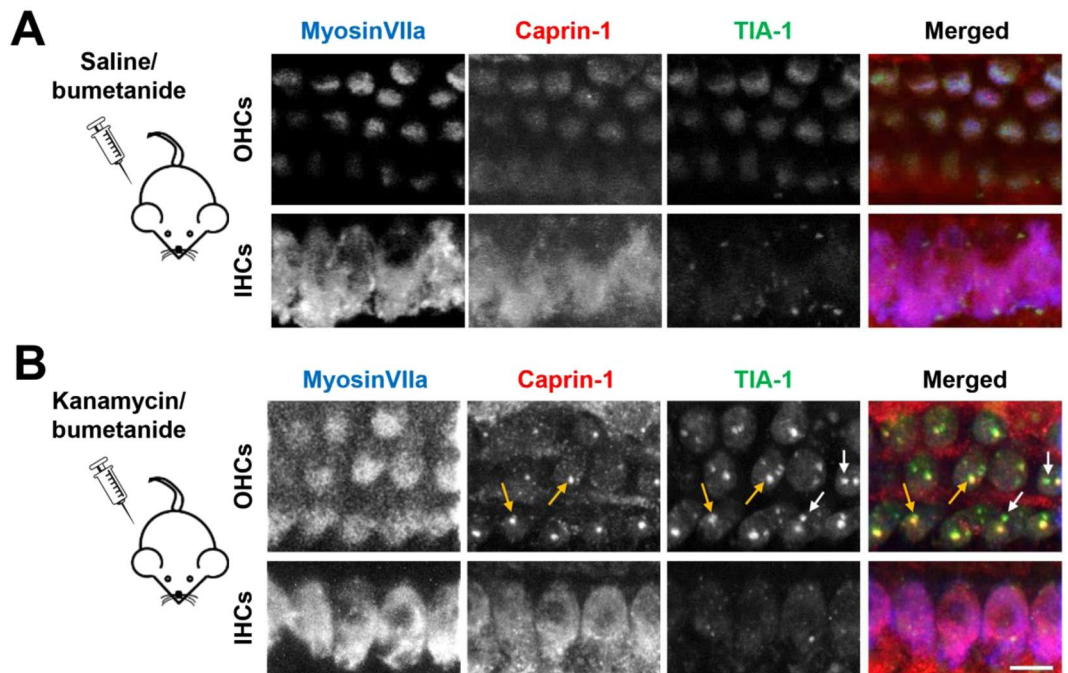 A
Saline/
bumetanide
MyosinVIIa Caprin-1 TIA-1 Merged
OHCs
IHCs
B
Kanamycin/
bumetanide
MyosinVIIa Caprin-1 TIA-1 Merged
OHCs
IHCs